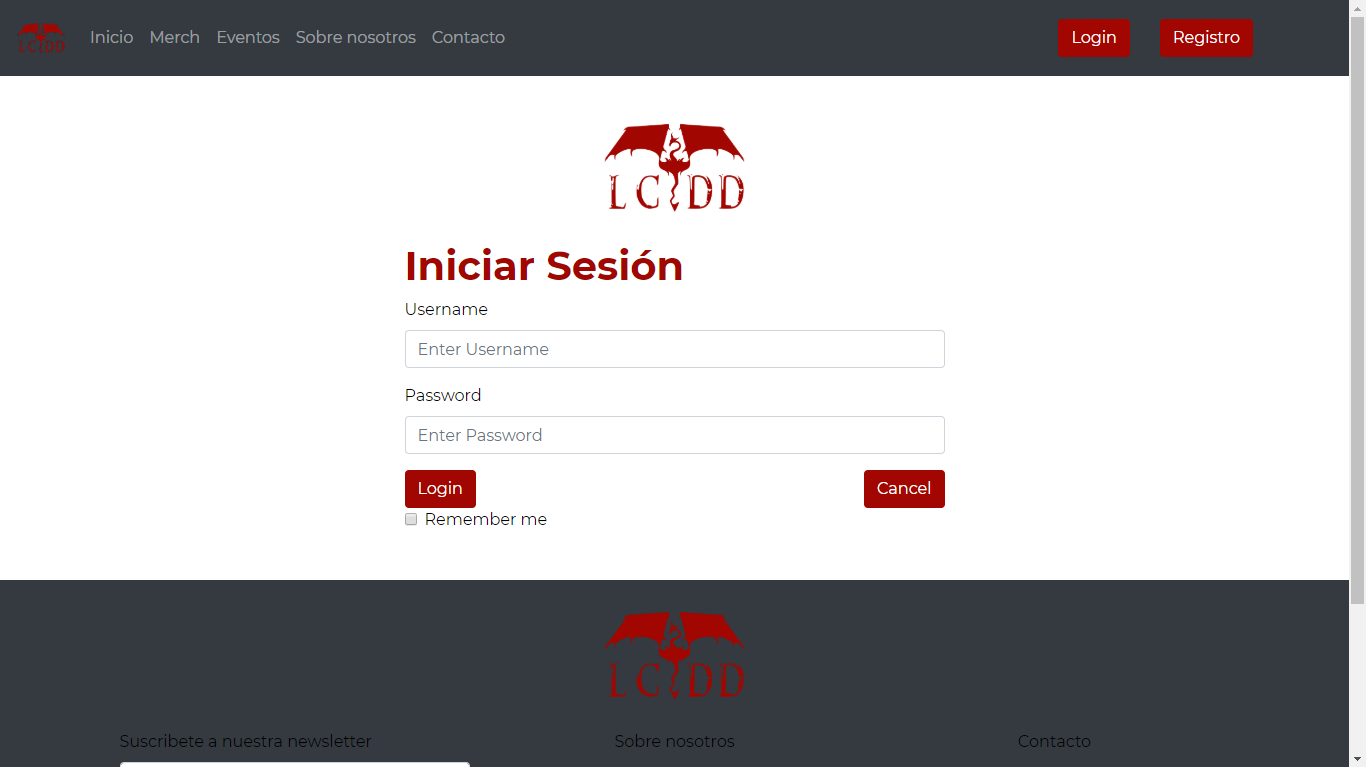 LCDD Inicio Merch Eventos Sobre nosotros Contacto Login Registro
LCDD
Iniciar Sesión
Username
Enter Username
Password
Enter Password
Login Cancel
Remember me
LCDD
Suscribete a nuestra newsletter Sobre nosotros Contacto